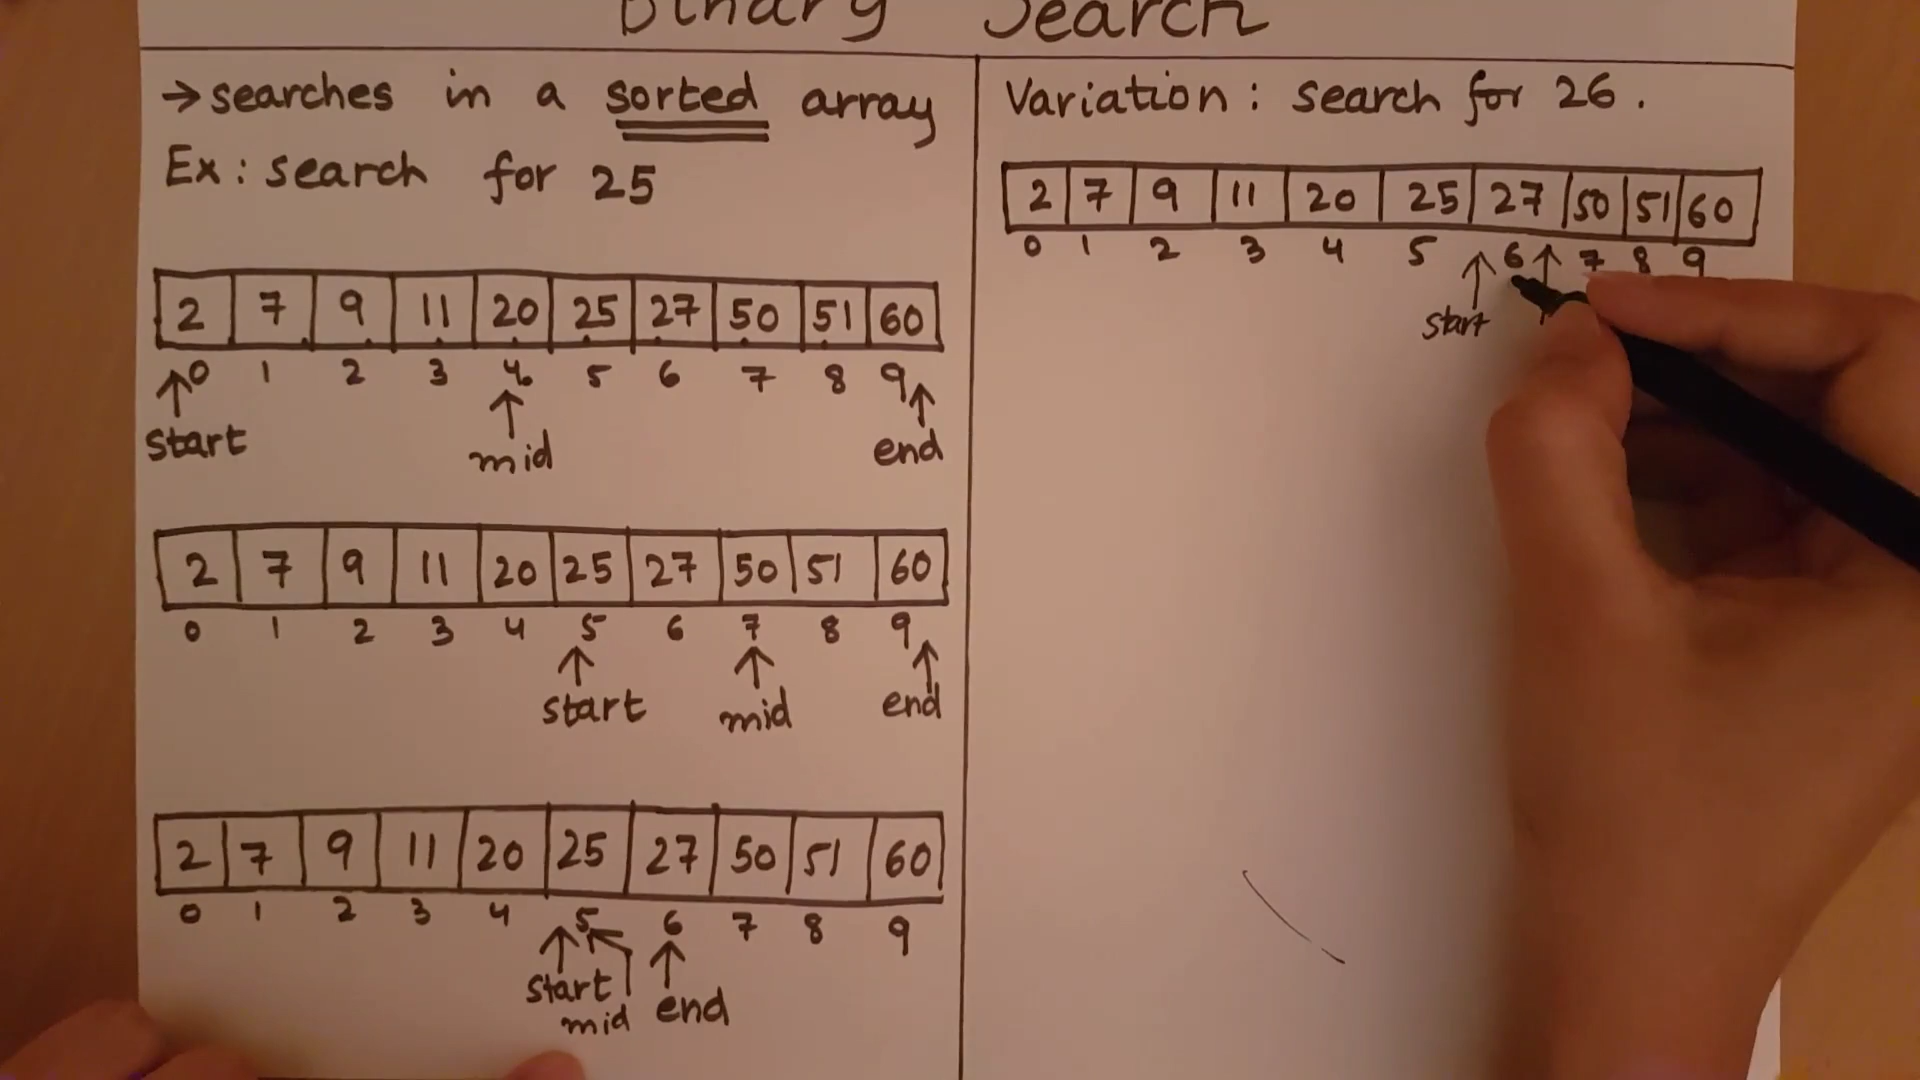 Binary Search
→ searches in a sorted array
Ex: search for 25
2 7 9 11 20 25 27 50 51 60
0 1 2 3 4 5 6 7 8 9
start mid end
2 7 9 11 20 25 27 50 51 60
0 1 2 3 4 5 6 7 8 9
start mid end
2 7 9 11 20 25 27 50 51 60
0 1 2 3 4 5 6 7 8 9
start
mid end
Variation: search for 26.
2 7 9 11 20 25 27 50 51 60
0 1 2 3 4 5 6 7 8 9
start